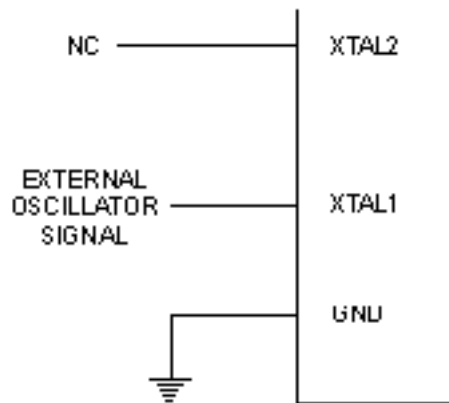 NC
XTAL2
EXTERNAL
OSCILLATOR
SIGNAL
XTAL1
GND